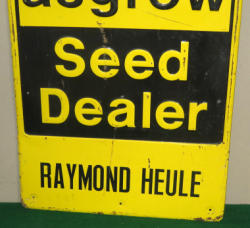 asgrow
Seed
Dealer
RAYMOND HEULE